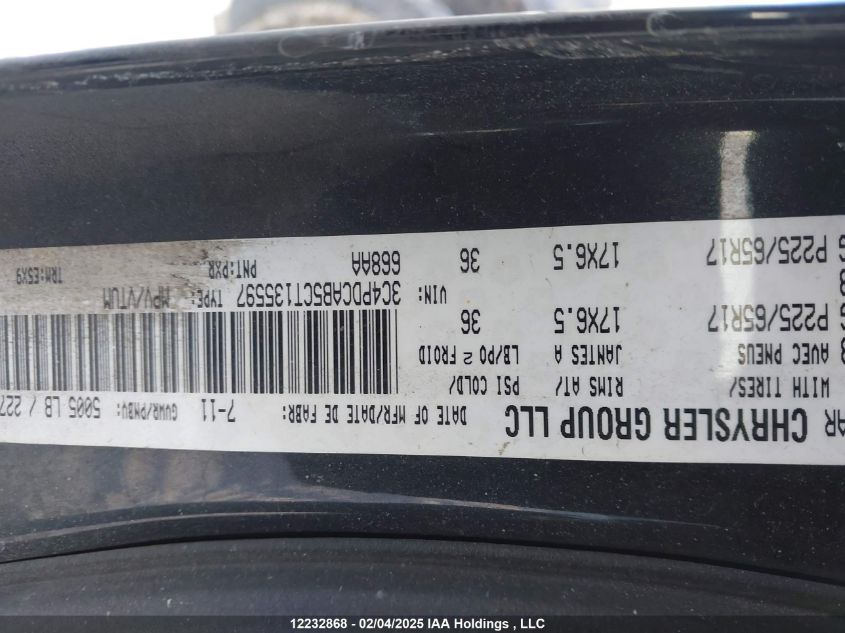 AR CHRYSLER GROUP LLC DATE OF MFR/DATE DE FABR: 7-11 GVWR/PNBV: 5005 LB / 227
WITH TIRES/ RIMS AT/ PSI COLD/
AVEC PNEUS JANTES A LB/PO 2 FROID
G P225/65R17 17X6.5 36
VIN: 3C4PDCAB5CT135597 TYPE: MPV/VTUM
G P225/65R17 17X6.5 36
668AA PNT:PXR TRM:ESX9
12232868 - 02/04/2025 IAA Holdings , LLC